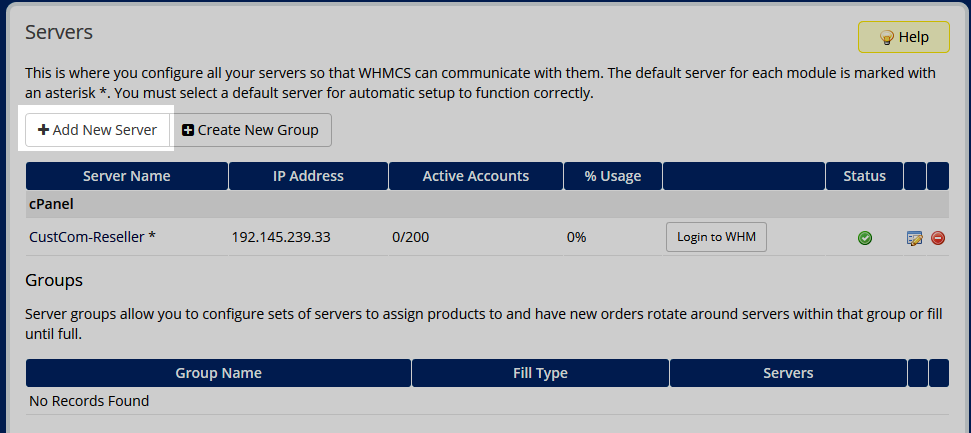 Servers
Help
This is where you configure all your servers so that WHMCS can communicate with them. The default server for each module is marked with
an asterisk *. You must select a default server for automatic setup to function correctly.
Add New Server
Create New Group
Server Name IP Address Active Accounts % Usage Status
cPanel
CustCom-Reseller * 192.145.239.33 0/200 0% Login to WHM
Groups
Server groups allow you to configure sets of servers to assign products to and have new orders rotate around servers within that group or fill
until full.
Group Name Fill Type Servers
No Records Found